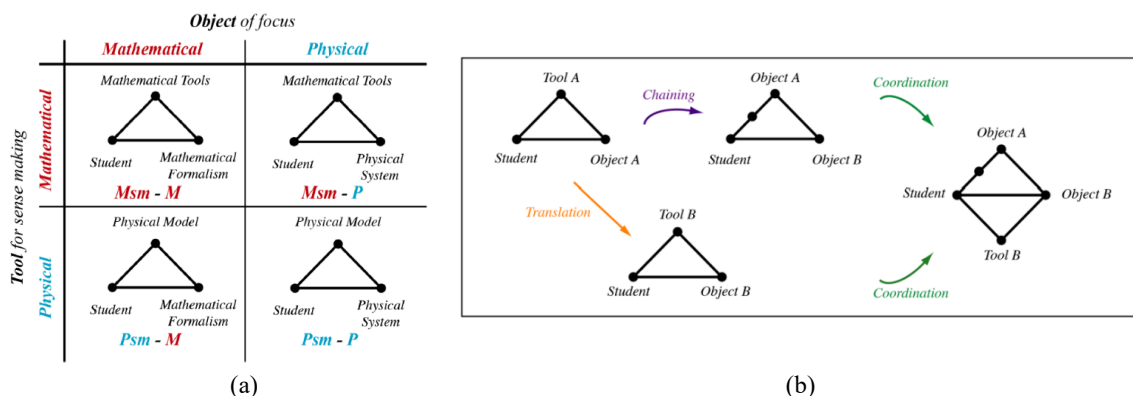 Object of focus
Mathematical
Physical
Tool for sense making
Mathematical
Mathematical Tools
Student
Mathematical
Formalism
Msm - M
Mathematical Tools
Student
Physical
System
Msm - P
Physical
Physical Model
Student
Mathematical
Formalism
Psm - M
Physical Model
Student
Physical
System
Psm - P
(a)
Tool A
Student
Object A
Chaining
Object A
Student
Object B
Coordination
Translation
Tool B
Student
Object B
Coordination
Object A
Student
Object B
Tool B
(b)